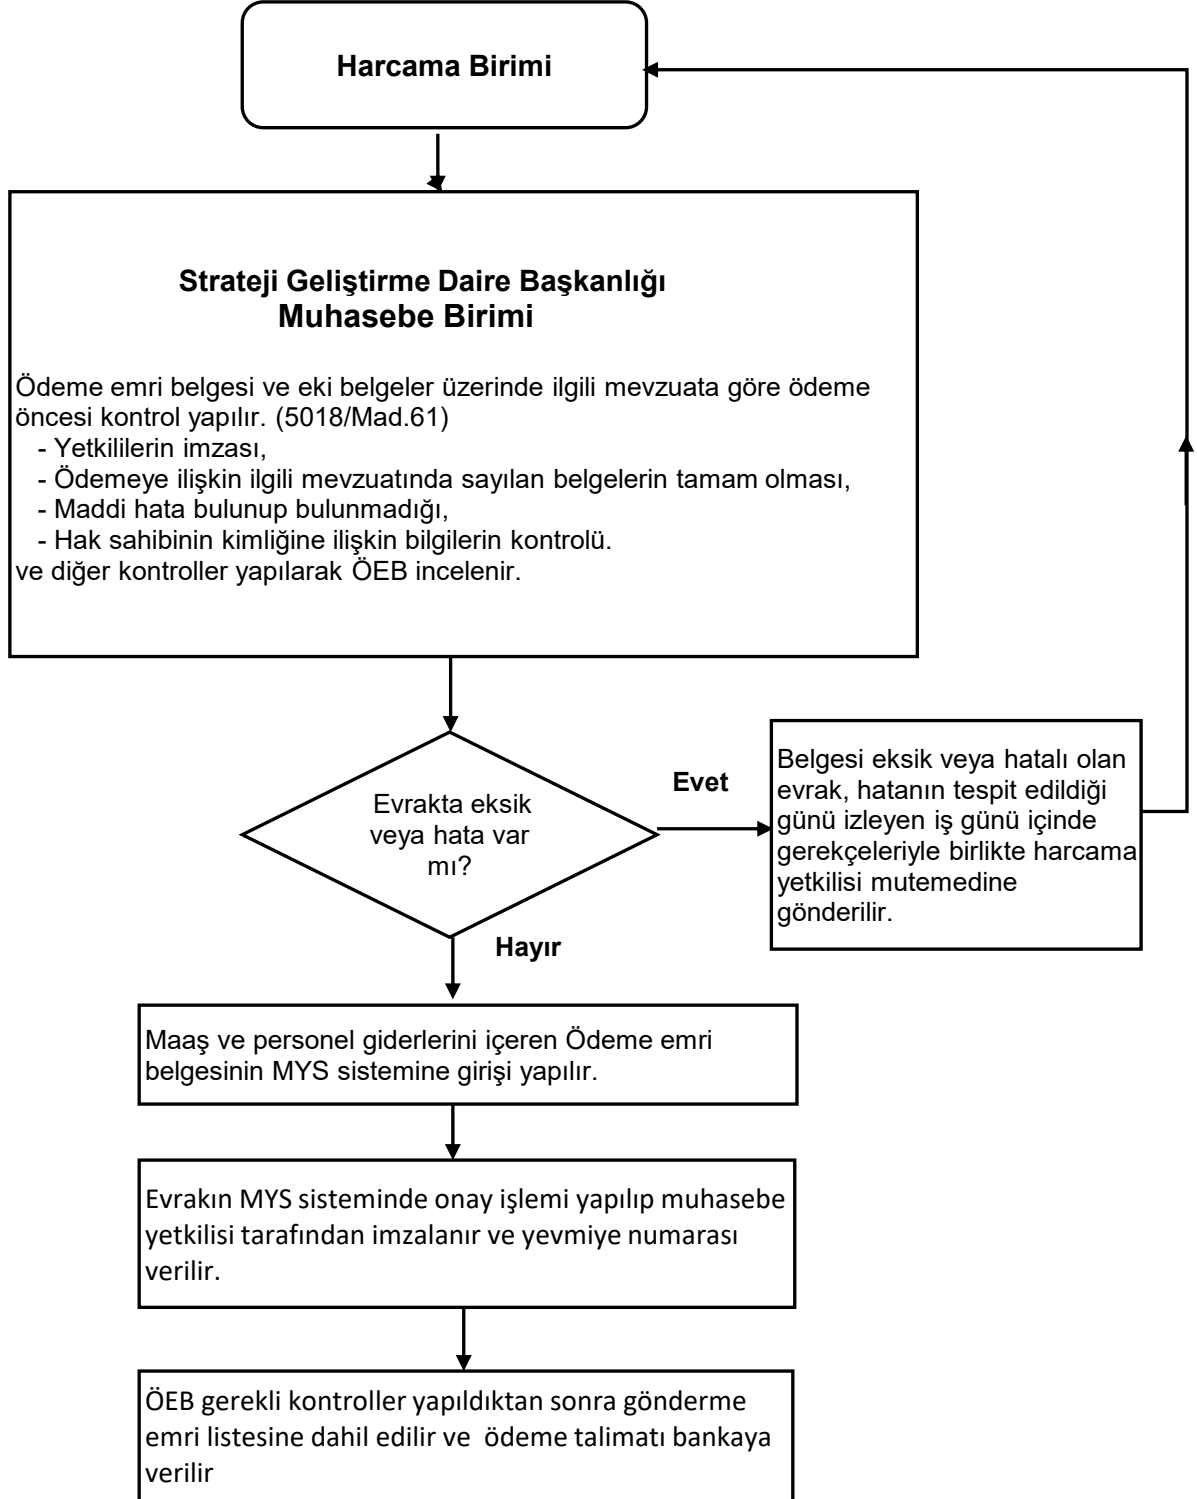 Harcama Birimi
Strateji Geliştirme Daire Başkanlığı
Muhasebe Birimi
Ödeme emri belgesi ve eki belgeler üzerinde ilgili mevzuata göre ödeme
öncesi kontrol yapılır. (5018/Mad.61)
- Yetkililerin imzası,
- Ödemeye ilişkin ilgili mevzuatında sayılan belgelerin tamam olması,
- Maddi hata bulunup bulunmadığı,
- Hak sahibinin kimliğine ilişkin bilgilerin kontrolü.
ve diğer kontroller yapılarak ÖEB incelenir.
Evrakta eksik
veya hata var
mı?
Evet
Belgesi eksik veya hatalı olan
evrak, hatanın tespit edildiği
günü izleyen iş günü içinde
gerekçeleriyle birlikte harcama
yetkilisi mutemedine
gönderilir.
Hayır
Maaş ve personel giderlerini içeren Ödeme emri
belgesinin MYS sistemine girişi yapılır.
Evrakın MYS sisteminde onay işlemi yapılıp muhasebe
yetkilisi tarafından imzalanır ve yevmiye numarası
verilir.
ÖEB gerekli kontroller yapıldıktan sonra gönderme
emri listesine dahil edilir ve  ödeme talimatı bankaya
verilir